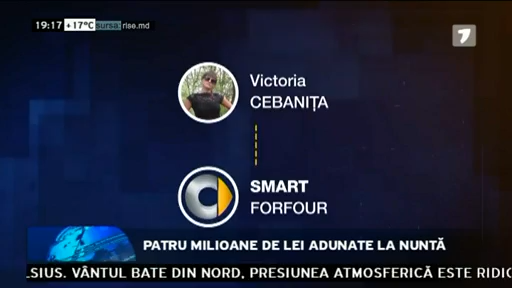 19:17 +17°C sursa: rise.md
7
Victoria
CEBANIȚA
SMART
FORFOUR
PATRU MILIOANE DE LEI ADUNATE LA NUNTĂ
LSIUS. VÂNTUL BATE DIN NORD, PRESIUNEA ATMOSFERICĂ ESTE RIDIC